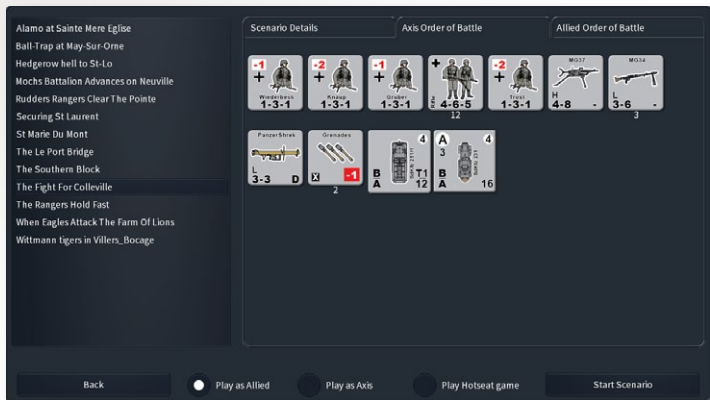 Alamo at Sainte Mere Eglise
Ball-Trap at May-Sur-Orne
Hedgerow hell to St-Lo
Mochs Battalion Advances on Neuville
Rudders Rangers Clear The Pointe
Securing St Laurent
St Marie Du Mont
The Le Port Bridge
The Southern Block
The Fight For Colleville
The Rangers Hold Fast
When Eagles Attack The Farm Of Lions
Wittmann tigers in Villers_Bocage
Scenario Details
Axis Order of Battle
Allied Order of Battle
-1
+
Winderbeck
1-3-1
-2
+
Knaup
1-3-1
-1
+
Gruber
1-3-1
+
Rifle
4-6-5
12
-2
+
Trust
1-3-1
MG37
H
4-8 -
MG34
L
3-6 -
3
PanzerShrek
L
3-3 D
Grenades
X -1
2
4
B
A
T1
12
A
3
4
B
A
16
Back
Play as Allied
Play as Axis
Play Hotseat game
Start Scenario